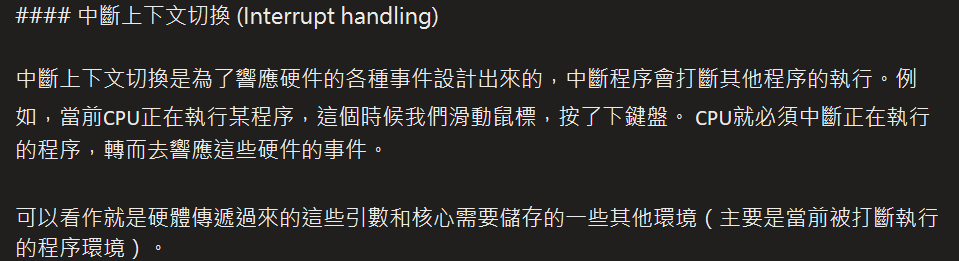 #### 中斷上下文切換 (Interrupt handling)
中斷上下文切換是為了響應硬件的各種事件設計出來的，中斷程序會打斷其他程序的執行。例
如，當前CPU正在執行某程序，這個時候我們滑動鼠標，按了下鍵盤。 CPU就必須中斷正在執行
的程序，轉而去響應這些硬件的事件。
可以看作就是硬體傳遞過來的這些引數和核心需要儲存的一些其他環境（主要是當前被打斷執行
的程序環境）。